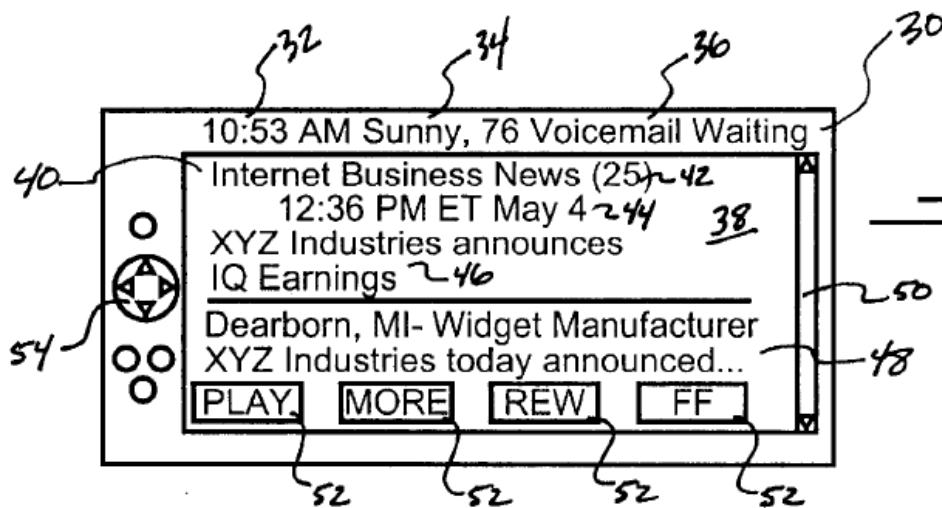 32 34 36 30
10:53 AM Sunny, 76 Voicemail Waiting
40 Internet Business News (25) 42
12:36 PM ET May 4 44 38
XYZ Industries announces
IQ Earnings 46
50
Dearborn, MI- Widget Manufacturer
54 XYZ Industries today announced... 48
PLAY MORE REW FF
52 52 52 52